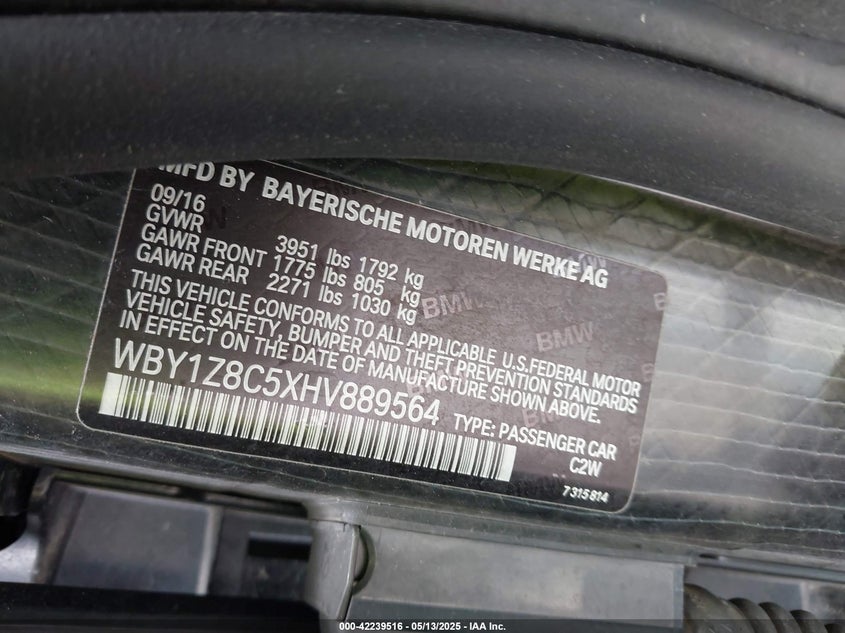 MFD BY BAYERISCHE MOTOREN WERKE AG
09/16
GVWR 3951 lbs 1792 kg
GAWR FRONT 1775 lbs 805 kg
GAWR REAR 2271 lbs 1030 kg
THIS VEHICLE CONFORMS TO ALL APPLICABLE U.S.FEDERAL MOTOR
VEHICLE SAFETY, BUMPER AND THEFT PREVENTION STANDARDS
IN EFFECT ON THE DATE OF MANUFACTURE SHOWN ABOVE.
WBY1Z8C5XHV889564 TYPE: PASSENGER CAR
C2W
7315814
BMW
BMW
000-42239516 - 05/13/2025 - IAA Inc.